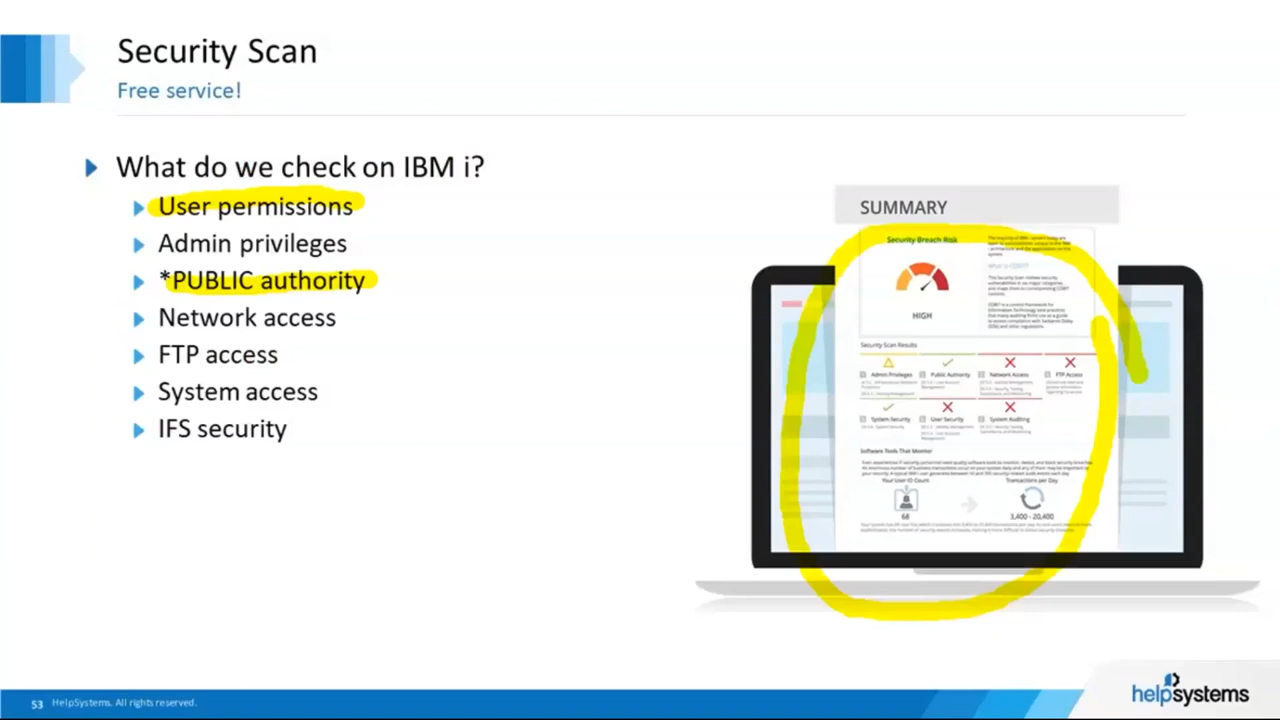 Security Scan
Free service!
What do we check on IBM i?
User permissions
Admin privileges
*PUBLIC authority
Network access
FTP access
System access
IFS security
SUMMARY
Security Breach Risk
HIGH
What is COBIT?
Security Scan Results
Admin Privileges
Public Authority
Network Access
FTP Access
System Security
User Security
System Auditing
Software Tools That Monitor
Your User ID Count
Transactions per Day
68
3,400 - 20,400
53 HelpSystems. All rights reserved.
helpsystems